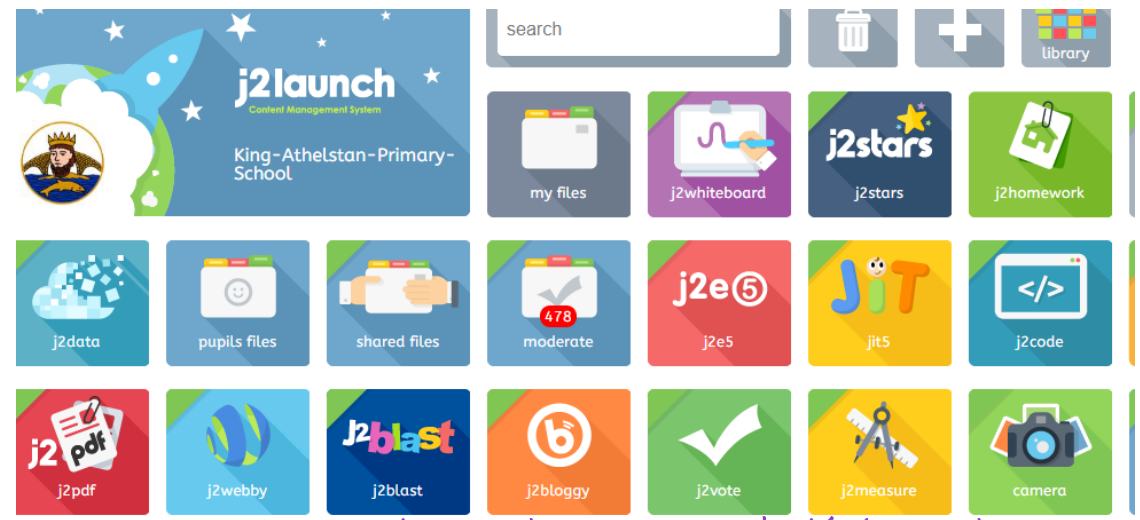 search
library
j2launch
Content Management System
King-Athelstan-Primary-
School
my files
j2whiteboard
j2stars
j2stars
j2homework
j2data
pupils files
shared files
478
moderate
j2e5
j2e5
JiT
jit5
</>
j2code
j2 pdf
j2pdf
j2webby
j2blast
j2blast
b
j2bloggy
j2vote
j2measure
camera